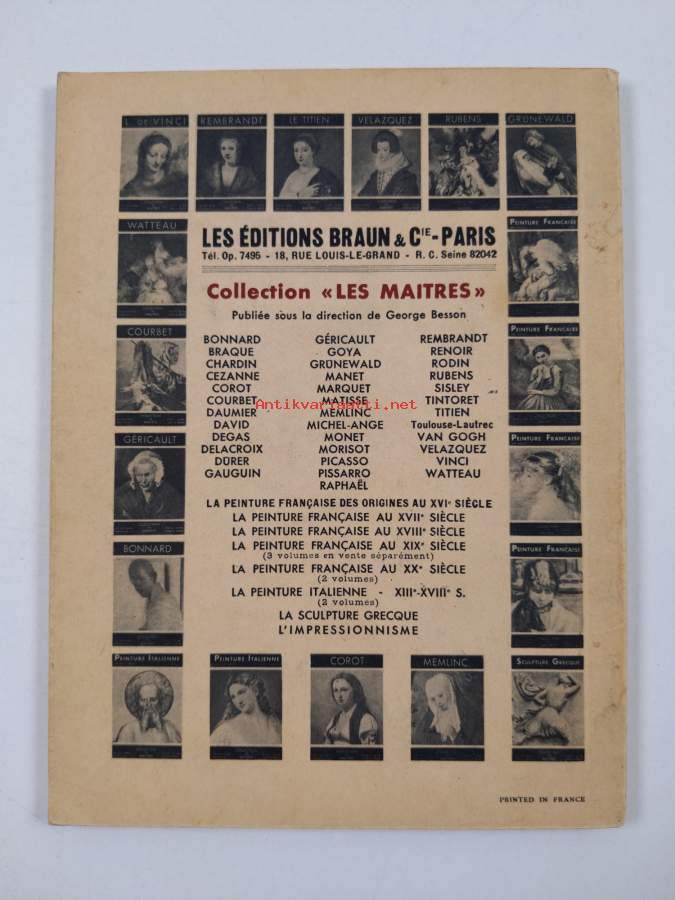 L. DE VINCI REMBRANDT LE TITIEN VELAZQUEZ RUBENS GRÜNEWALD
WATTEAU PEINTURE FRANÇAISE
LES ÉDITIONS BRAUN & CIE - PARIS
Tél. Op. 7495 - 18, RUE LOUIS-LE-GRAND - R. C. Seine 82042
Collection «LES MAITRES»
Publiée sous la direction de George Besson
COURBET PEINTURE FRANÇAISE
BONNARD GÉRICAULT REMBRANDT
BRAQUE GOYA RENOIR
CHARDIN GRÜNEWALD RODIN
CEZANNE MANET RUBENS
COROT MARQUET SISLEY
COURBET MATISSE TINTORET
DAUMIER MEMLINC TITIEN
DAVID MICHEL-ANGE Toulouse-Lautrec
DEGAS MONET VAN GOGH
DELACROIX MORISOT VELAZQUEZ
DÜRER PICASSO VINCI
GAUGUIN PISSARRO WATTEAU
RAPHAËL
Antikvariaatti.net
GÉRICAULT PEINTURE FRANÇAISE
LA PEINTURE FRANÇAISE DES ORIGINES AU XVIe SIÈCLE
LA PEINTURE FRANÇAISE AU XVIIe SIÈCLE
LA PEINTURE FRANÇAISE AU XVIIIe SIÈCLE
LA PEINTURE FRANÇAISE AU XIXe SIÈCLE
(3 volumes en vente séparément)
LA PEINTURE FRANÇAISE AU XXe SIÈCLE
(2 volumes)
LA PEINTURE ITALIENNE - XIIIe-XVIIIe S.
(2 volumes)
LA SCULPTURE GRECQUE
L'IMPRESSIONNISME
BONNARD PEINTURE FRANÇAISE
PEINTURE ITALIENNE PEINTURE ITALIENNE COROT MEMLINC SCULPTURE GRECQUE
PRINTED IN FRANCE